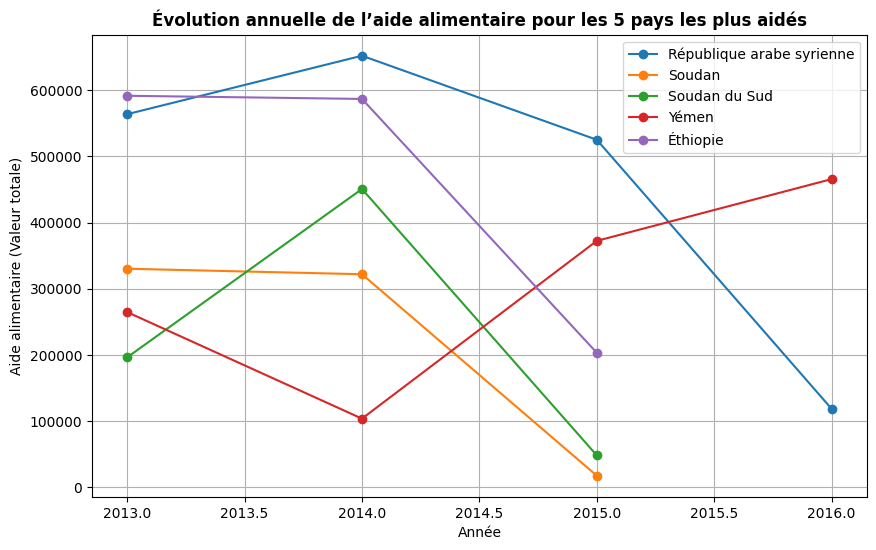 Évolution annuelle de l’aide alimentaire pour les 5 pays les plus aidés
République arabe syrienne
Soudan
Soudan du Sud
Yémen
Éthiopie
Aide alimentaire (Valeur totale)
600000
500000
400000
300000
200000
100000
0
2013.0 2013.5 2014.0 2014.5 2015.0 2015.5 2016.0
Année